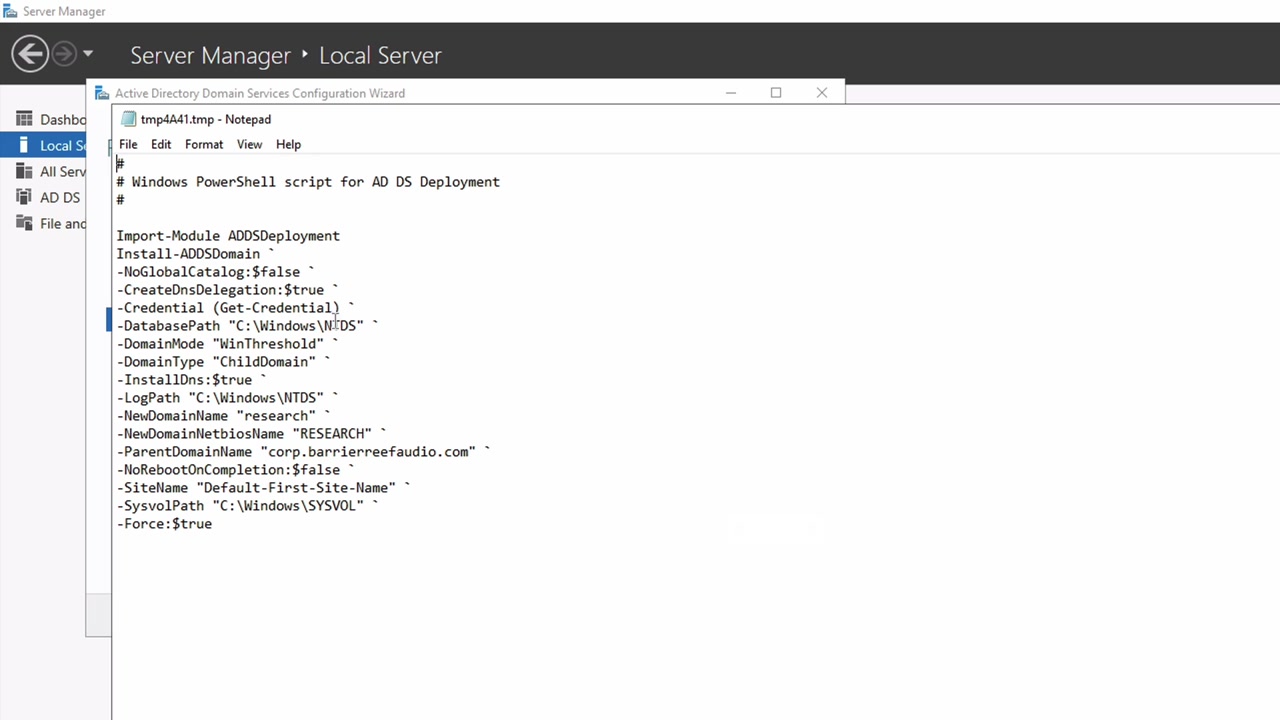 Server Manager
Server Manager ‣ Local Server
Active Directory Domain Services Configuration Wizard
tmp4A41.tmp - Notepad
File Edit Format View Help
Dashbo
Local Se
All Serv
AD DS
File and
#
# Windows PowerShell script for AD DS Deployment
#
Import-Module ADDSDeployment
Install-ADDSDomain `
-NoGlobalCatalog:$false `
-CreateDnsDelegation:$true `
-Credential (Get-Credential) `
-DatabasePath "C:\Windows\NTDS" `
-DomainMode "WinThreshold" `
-DomainType "ChildDomain" `
-InstallDns:$true `
-LogPath "C:\Windows\NTDS" `
-NewDomainName "research" `
-NewDomainNetbiosName "RESEARCH" `
-ParentDomainName "corp.barrierreefaudio.com" `
-NoRebootOnCompletion:$false `
-SiteName "Default-First-Site-Name" `
-SysvolPath "C:\Windows\SYSVOL" `
-Force:$true